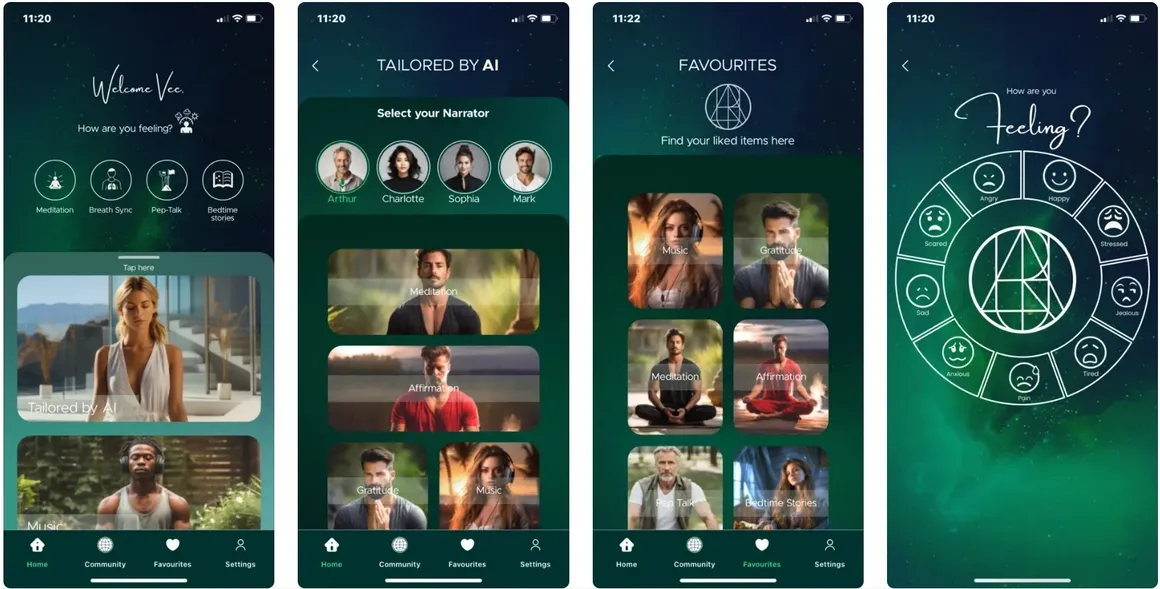 11:20
Welcome Vee.
How are you feeling?
Meditation
Breath Sync
Pep-Talk
Bedtime
stories
Tap here
Tailored by AI
Music
Home
Community
Favourites
Settings
11:20
TAILORED BY AI
Select your Narrator
Arthur
Charlotte
Sophia
Mark
Meditation
Affirmation
Gratitude
Music
Home
Community
Favourites
Settings
11:22
FAVOURITES
Find your liked items here
Music
Gratitude
Meditation
Affirmation
Pep Talk
Bedtime Stories
Home
Community
Favourites
Settings
11:20
How are you
Feeling?
Angry
Happy
Scared
Stressed
Sad
Jealous
Anxious
Tired
Pain